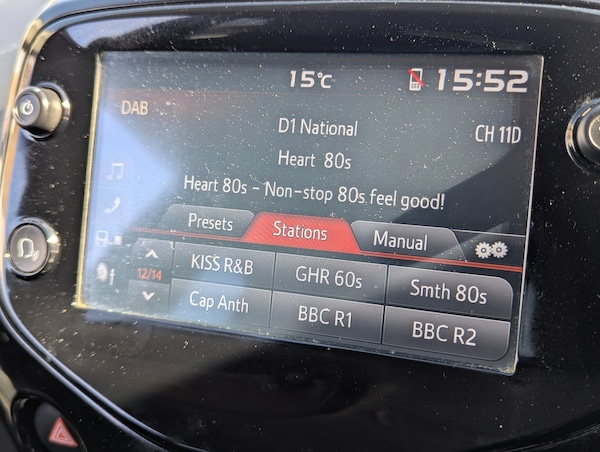 15°C
15:52
DAB
D1 National
CH 11D
Heart 80s
Heart 80s - Non-stop 80s. feel good!
Presets
Stations
Manual
12/14
KISS R&B
GHR 60s
Smth 80s
Cap Anth
BBC R1
BBC R2